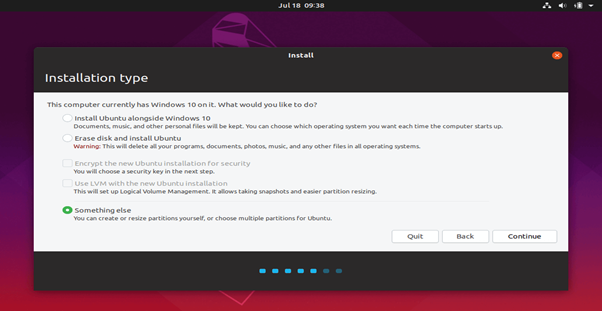 Jul 18 09:38
Install
Installation type
This computer currently has Windows 10 on it. What would you like to do?
Install Ubuntu alongside Windows 10
Documents, music, and other personal files will be kept. You can choose which operating system you want each time the computer starts up.
Erase disk and install Ubuntu
Warning: This will delete all your programs, documents, photos, music, and any other files in all operating systems.
Encrypt the new Ubuntu installation for security
You will choose a security key in the next step.
Use LVM with the new Ubuntu installation
This will set up Logical Volume Management. It allows taking snapshots and easier partition resizing.
Something else
You can create or resize partitions yourself, or choose multiple partitions for Ubuntu.
Quit Back Continue